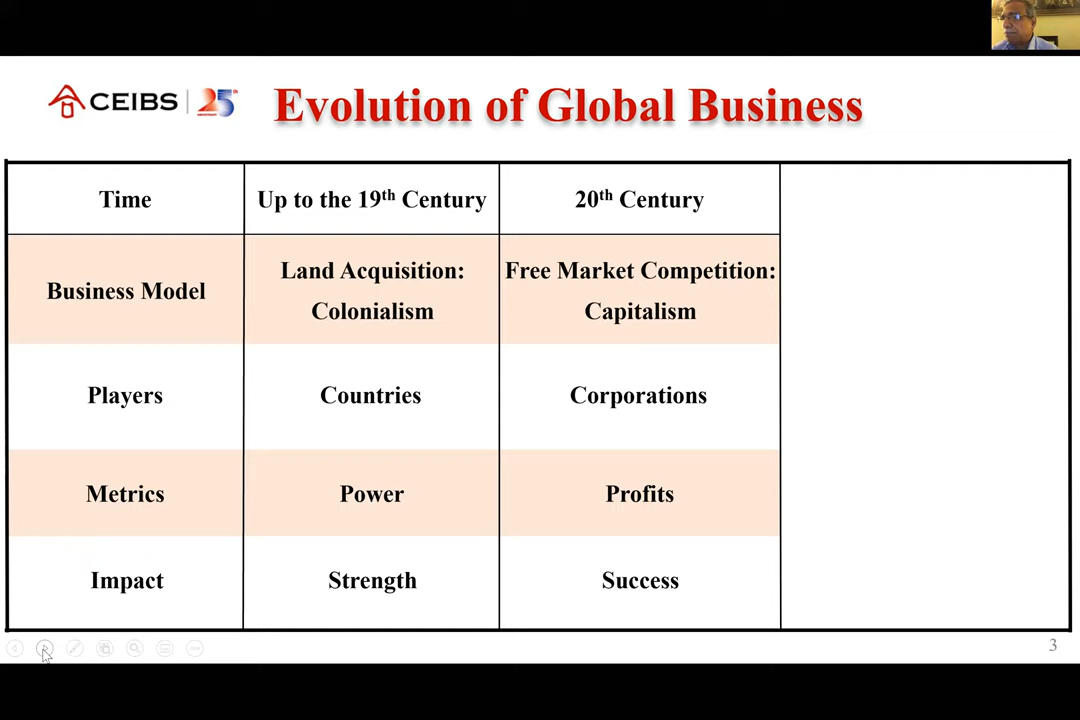 CEIBS 25th Evolution of Global Business
Time Up to the 19th Century 20th Century
Business Model Land Acquisition: Colonialism Free Market Competition: Capitalism
Players Countries Corporations
Metrics Power Profits
Impact Strength Success
3